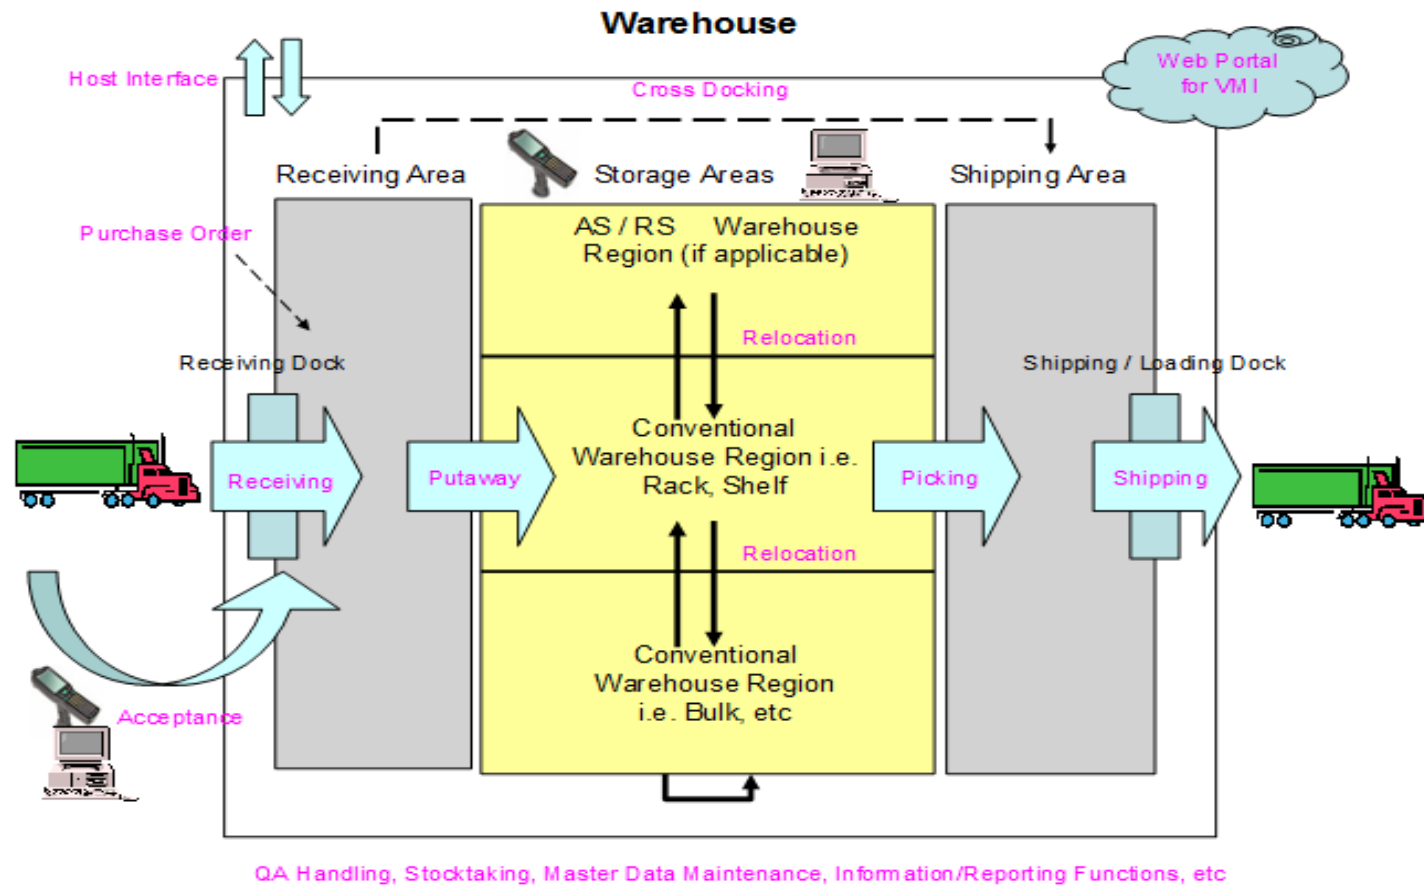 Warehouse
Host Interface
Web Portal
for VMI
Cross Docking
Receiving Area
Storage Areas
Shipping Area
Purchase Order
AS / RS Warehouse
Region (if applicable)
Relocation
Receiving Dock
Shipping / Loading Dock
Conventional
Warehouse Region i.e.
Rack, Shelf
Receiving
Putaway
Picking
Shipping
Relocation
Conventional
Warehouse Region
i.e. Bulk, etc
Acceptance
QA Handling, Stocktaking, Master Data Maintenance, Information/Reporting Functions, etc